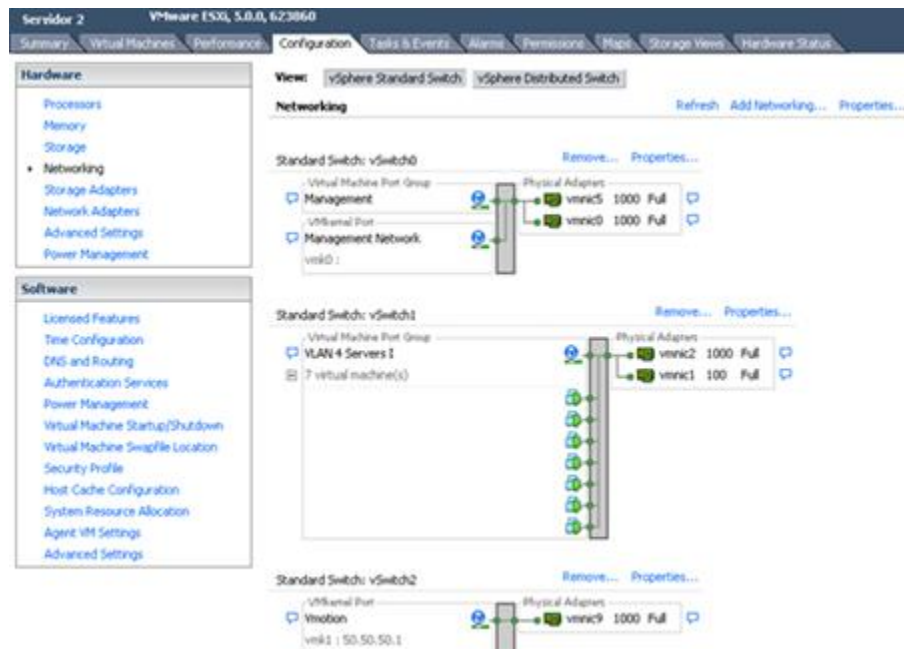 Servidor 2 VMware ESXi, 5.0.0, 623860
Summary Virtual Machines Performance Configuration Tasks & Events Alarms Permissions Maps Storage Views Hardware Status
Hardware
Processors
Memory
Storage
Networking
Storage Adapters
Network Adapters
Advanced Settings
Power Management
Software
Licensed Features
Time Configuration
DNS and Routing
Authentication Services
Power Management
Virtual Machine Startup/Shutdown
Virtual Machine Swapfile Location
Security Profile
Host Cache Configuration
System Resource Allocation
Agent VM Settings
Advanced Settings
View: vSphere Standard Switch vSphere Distributed Switch
Networking Refresh Add Networking... Properties...
Standard Switch: vSwitch0 Remove... Properties...
Virtual Machine Port Group Physical Adapters
Management vmnic5 1000 Full
VMkernel Port vmnic0 1000 Full
Management Network
vmk0 :
Standard Switch: vSwitch1 Remove... Properties...
Virtual Machine Port Group Physical Adapters
VLAN 4 Servers I vmnic2 1000 Full
7 virtual machine(s) vmnic1 100 Full
Standard Switch: vSwitch2 Remove... Properties...
VMkernel Port Physical Adapters
Vmotion vmnic9 1000 Full
vmk1 : 50.50.50.1